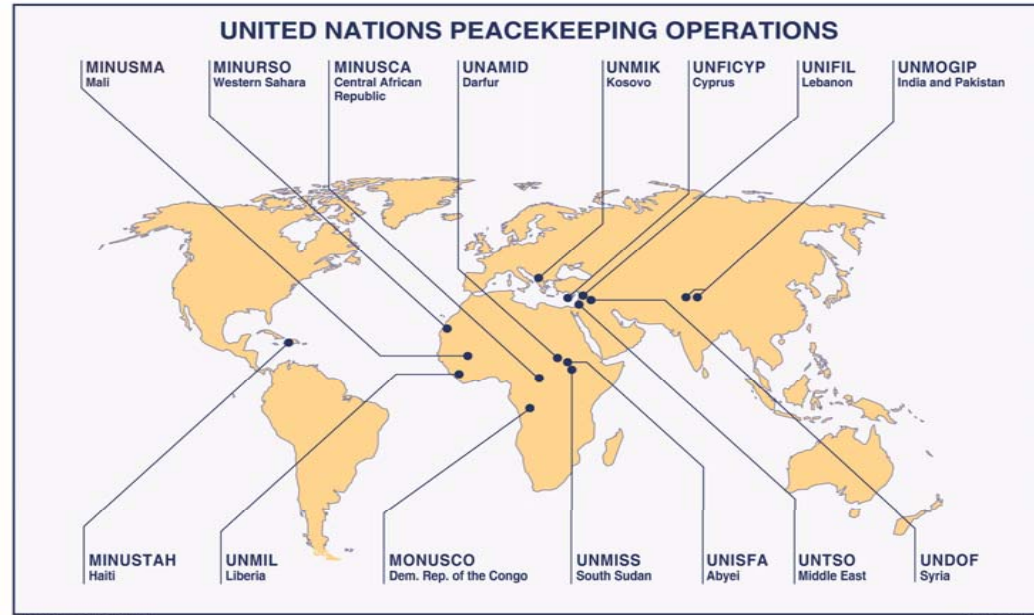 UNITED NATIONS PEACEKEEPING OPERATIONS
MINUSMA
Mali
MINURSO
Western Sahara
MINUSCA
Central African
Republic
UNAMID
Darfur
UNMIK
Kosovo
UNFICYP
Cyprus
UNIFIL
Lebanon
UNMOGIP
India and Pakistan
MINUSTAH
Haiti
UNMIL
Liberia
MONUSCO
Dem. Rep. of the Congo
UNMISS
South Sudan
UNISFA
Abyei
UNTSO
Middle East
UNDOF
Syria